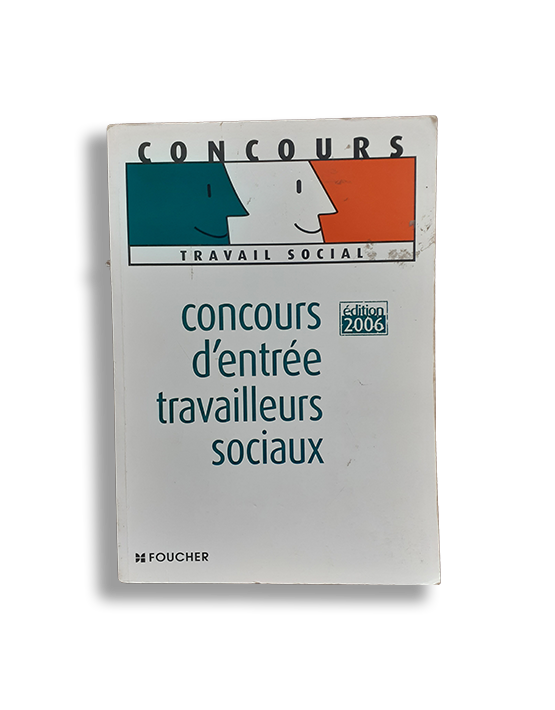 CONCOURS
TRAVAIL SOCIAL
concours
édition
2006
d'entrée
travailleurs
sociaux
FOUCHER